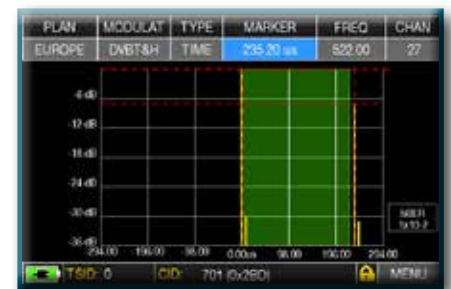 PLAN MODULAT TYPE MARKER FREQ CHAN
EUROPE DVBT&H TIME 235.20 us 522.00 27
-6 dB
-12 dB
-18 dB
-24 dB
-30 dB
-36 dB
294.00 -196.00 -98.00 0.00us 98.00 196.00 294.00
1x10-2
TSID: 0 CID: 701 (0x2BD) MENU